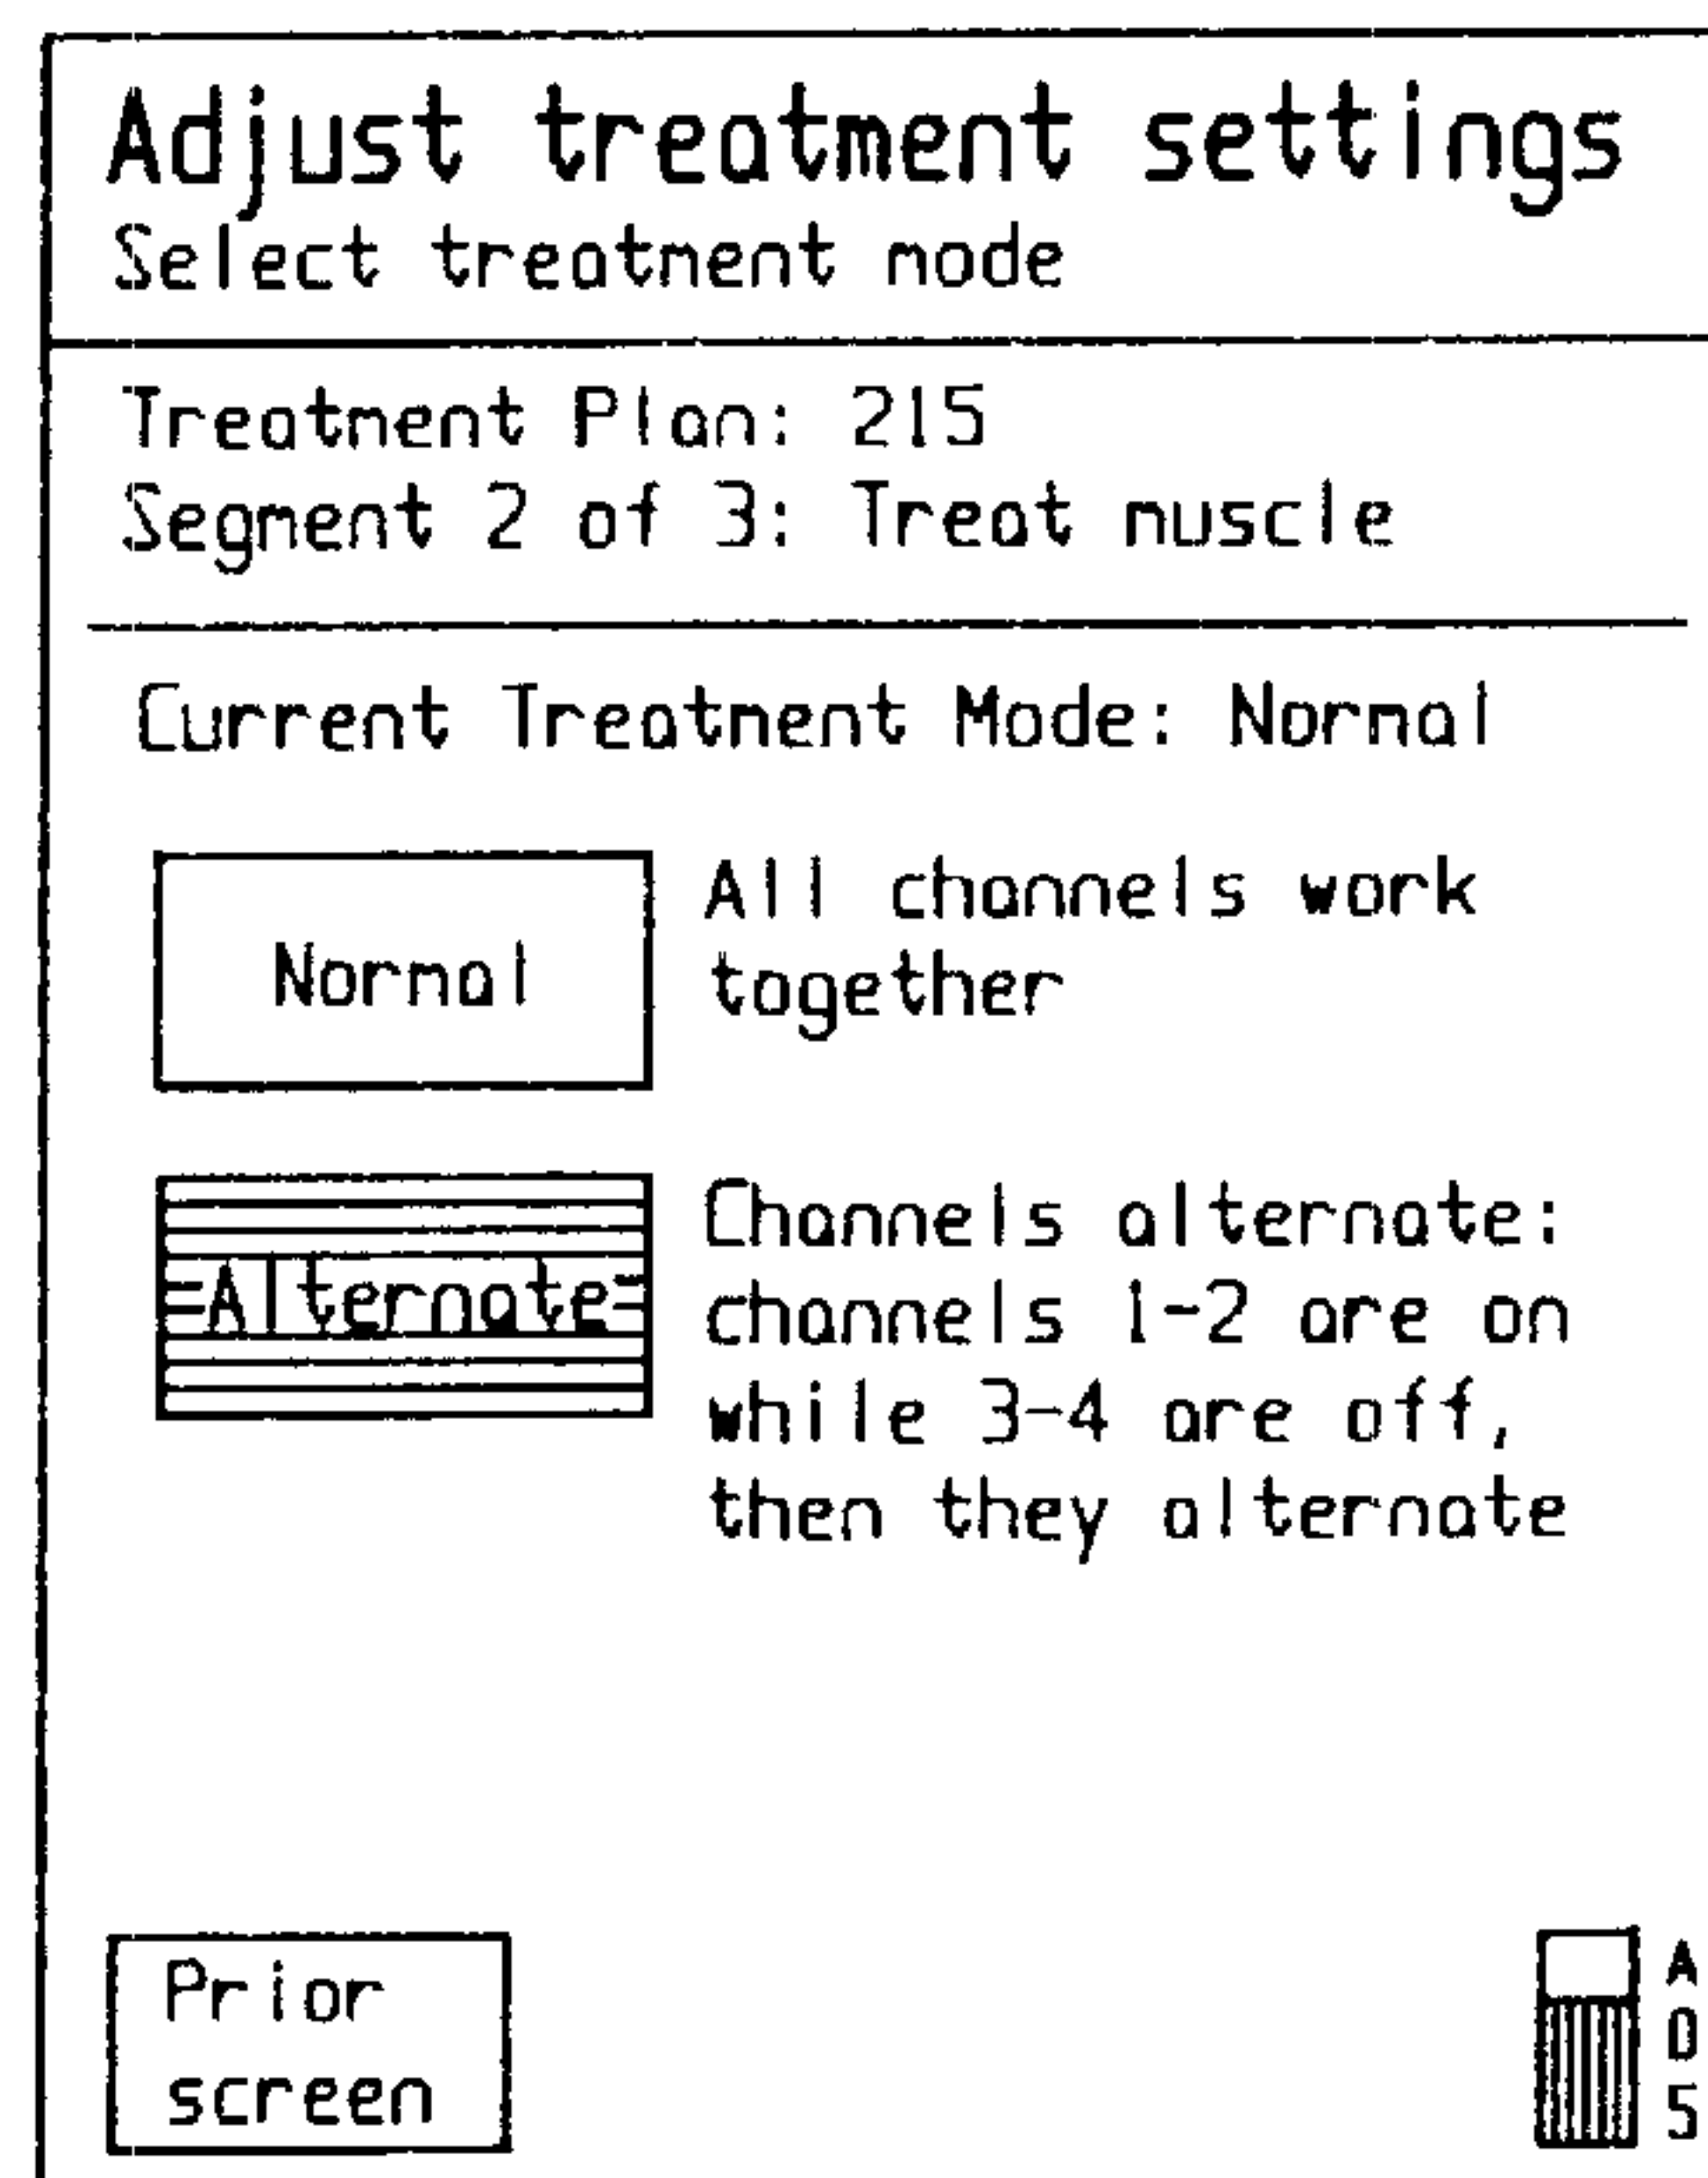 Adjust treatment settings
Select treatment mode
Treatment Plan: 215
Segment 2 of 3: Treat muscle
Current Treatment Mode: Normal
Normal
All channels work
together
Alternate
Channels alternate:
channels 1-2 are on
while 3-4 are off,
then they alternate
Prior
screen
A
D
5